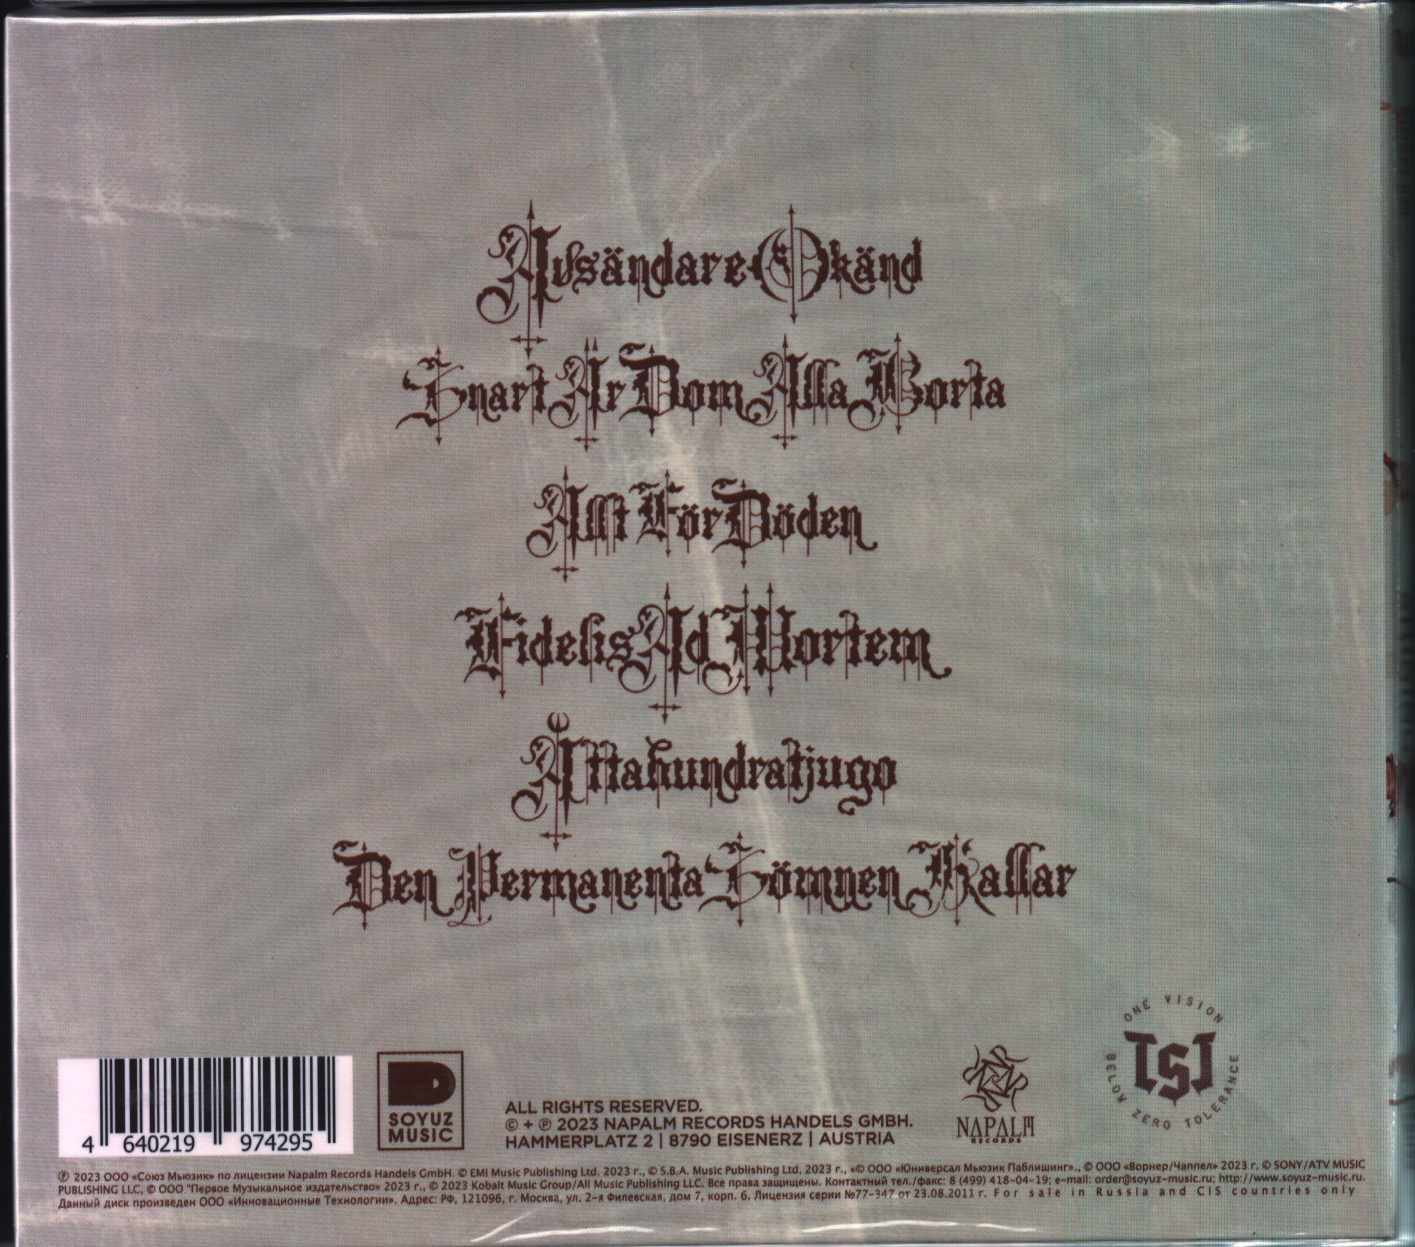 Avsändare Okänd
Snart Är Dom Alla Borta
Allt För Döden
Fidelis Ad Mortem
Åttahundratjugo
Den Permanenta Sömnen Kallar
ONE VISION
[S]
BELOW ZERO TOLERANCE
4 640219 974295
SOYUZ
MUSIC
ALL RIGHTS RESERVED.
© + ℗ 2023 NAPALM RECORDS HANDELS GMBH.
HAMMERPLATZ 2 | 8790 EISENERZ | AUSTRIA
NAPALM
RECORDS
℗ 2023 ООО «Союз Мьюзик» по лицензии Napalm Records Handels GmbH. © EMI Music Publishing Ltd. 2023 г., © S.B.A. Music Publishing Ltd. 2023 г., «© ООО «Юниверсал Мьюзик Паблишинг»., © ООО «Ворнер/Чаппел» 2023 г. © SONY/ATV MUSIC
PUBLISHING LLC, © ООО "Первое Музыкальное издательство» 2023 г., © 2023 Kobalt Music Group/All Music Publishing LLC. Все права защищены. Контактный тел./факс: 8 (499) 418-04-19; e-mail: order@soyuz-music.ru; http://www.soyuz-music.ru.
Данный диск произведен ООО «Инновационные Технологии». Адрес: РФ, 121096, г. Москва, ул. 2-я Филевская, дом 7, корп. 6. Лицензия серии №77-347 от 23.08.2011 г. For sale in Russia and CIS countries only